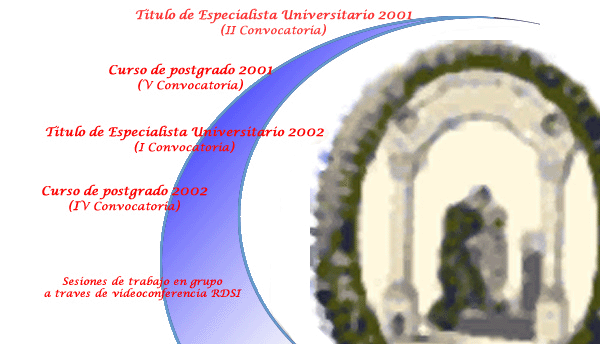 Titulo de Especialista Universitario 2001
(II Convocatoria)
Curso de postgrado 2001
(V Convocatoria)
Titulo de Especialista Universitario 2002
(I Convocatoria)
Curso de postgrado 2002
(IV Convocatoria)
Sesiones de trabajo en grupo
a traves de videoconferencia RDSI